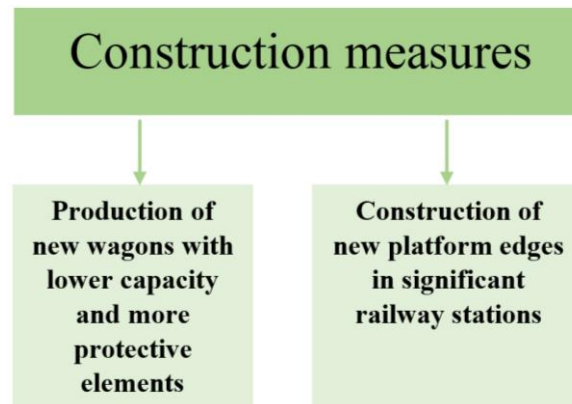 Construction measures
Production of
new wagons with
lower capacity
and more
protective
elements
Construction of
new platform edges
in significant
railway stations